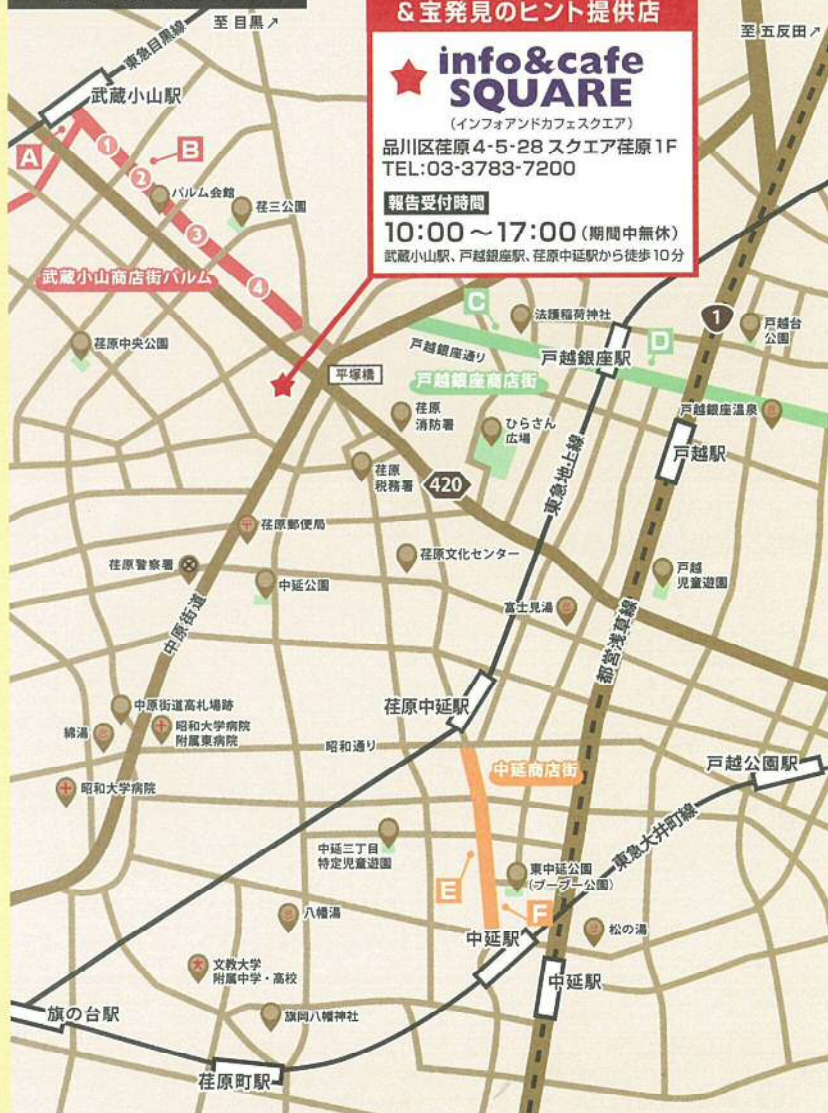 至 目黒↗
&宝発見のヒント提供店
至 五反田↗
東急目黒線
info&cafe
SQUARE
(インフォアンドカフェスクエア)
品川区荏原4-5-28 スクエア荏原1F
TEL:03-3783-7200
報告受付時間
10:00～17:00(期間中無休)
武蔵小山駅、戸越銀座駅、荏原中延駅から徒歩10分
武蔵小山駅
A
1
B
2
パルム会館
荏三公園
3
武蔵小山商店街パルム
4
荏原中央公園
C
法護稲荷神社
1
戸越台
公園
戸越銀座通り
戸越銀座駅
D
平塚橋
戸越銀座商店街
荏原
消防署
ひらさん
広場
戸越銀座温泉
戸越駅
荏原
税務署
420
東急池上線
荏原郵便局
荏原警察署
中延公園
荏原文化センター
戸越
児童遊園
富士見湯
中原街道
都営浅草線
荏原中延駅
中原街道高札場跡
綿湯
昭和大学病院
附属東病院
昭和通り
中延商店街
戸越公園駅
昭和大学病院
東急大井町線
中延三丁目
特定児童遊園
E
東中延公園
(ブーブー公園)
F
八幡湯
中延駅
松の湯
文教大学
附属中学・高校
中延駅
旗の台駅
旗岡八幡神社
荏原町駅